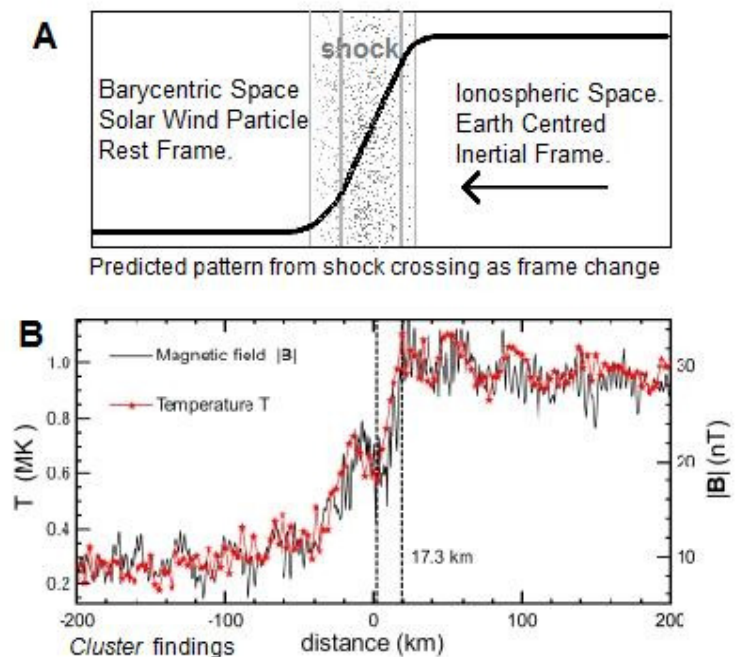 A
shock
Barycentric Space
Solar Wind Particle
Rest Frame.
Ionospheric Space.
Earth Centred
Inertial Frame.
Predicted pattern from shock crossing as frame change
B
Magnetic field |B|
Temperature T
1.0
0.8
0.6
0.4
0.2
T (MK)
30
20
10
|B| (nT)
17.3 km
-200 -100 0 100 200
Cluster findings distance (km)